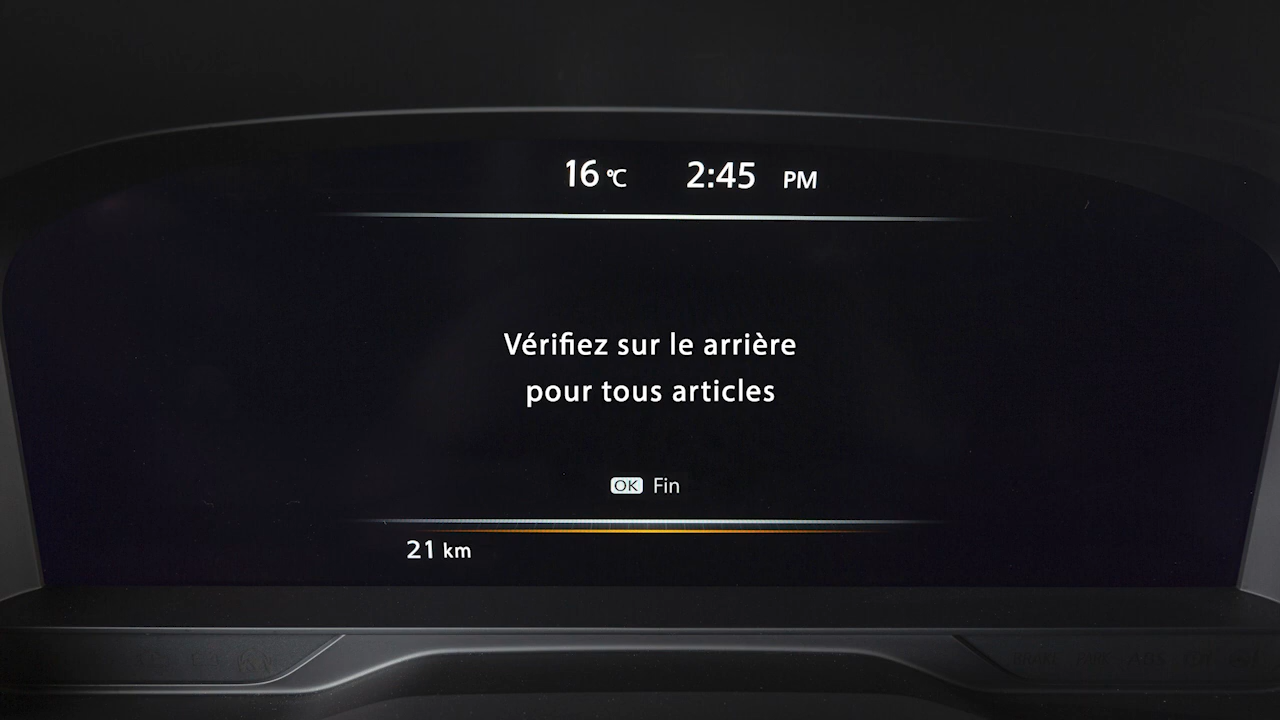 16 °C 2:45 PM
Vérifiez sur le arrière
pour tous articles
OK Fin
21 km